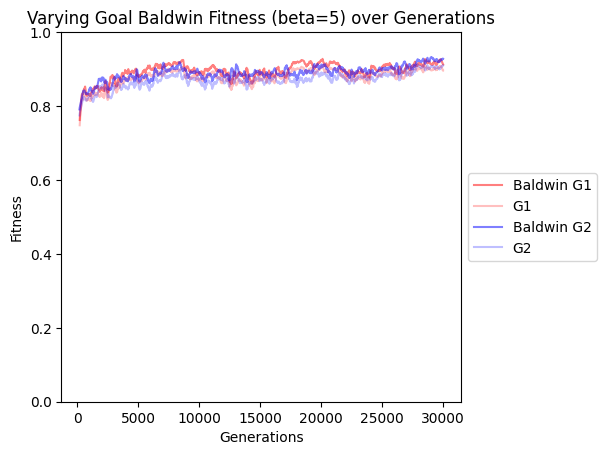 Varying Goal Baldwin Fitness (beta=5) over Generations
1.0
0.8
0.6
0.4
0.2
0.0
Fitness
0 5000 10000 15000 20000 25000 30000
Generations
Baldwin G1
G1
Baldwin G2
G2